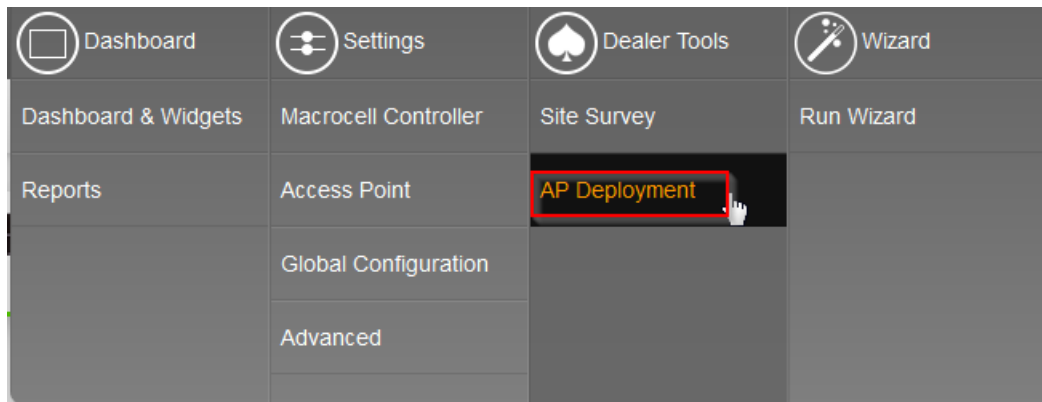 Dashboard Settings Dealer Tools Wizard
Dashboard & Widgets Macrocell Controller Site Survey Run Wizard
Reports Access Point AP Deployment
Global Configuration
Advanced